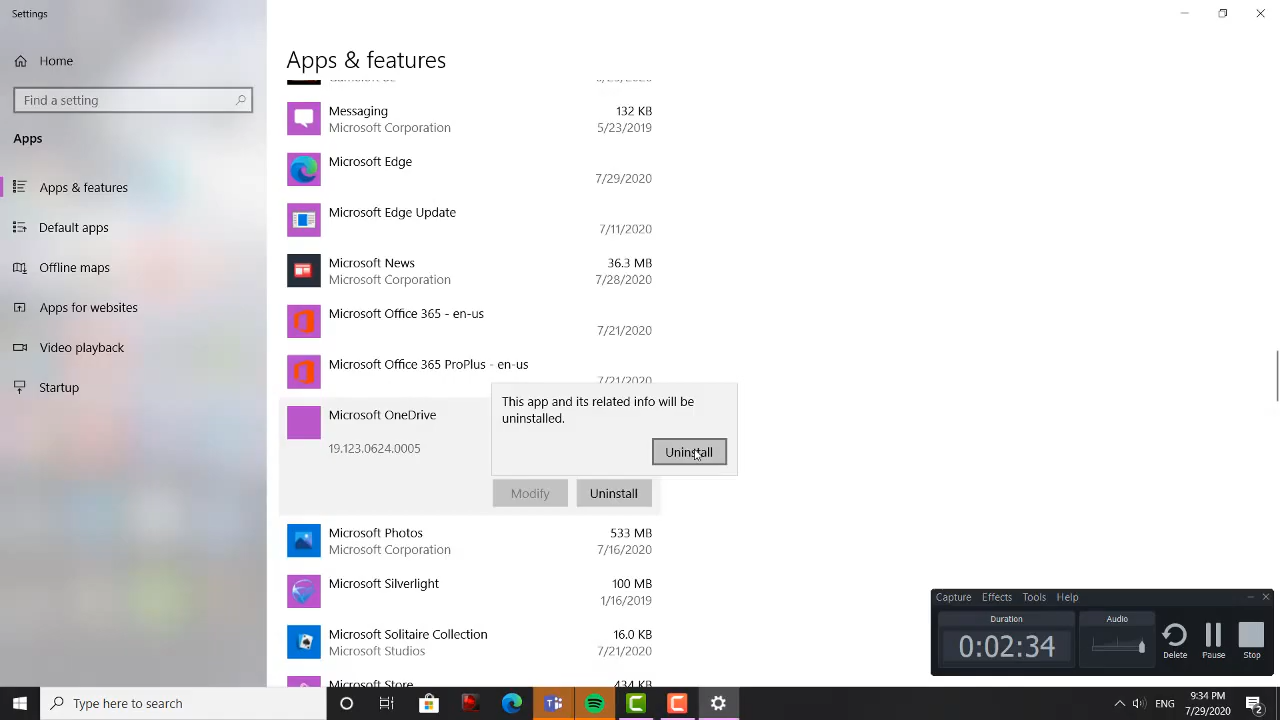 Settings
Home
Find a setting
Apps
Apps & features
Default apps
Offline maps
Apps for websites
Video playback
Startup
Apps & features
Messaging 132 KB
Microsoft Corporation 5/23/2019
Microsoft Edge
7/29/2020
Microsoft Edge Update
7/11/2020
Microsoft News 36.3 MB
Microsoft Corporation 7/28/2020
Microsoft Office 365 - en-us
7/21/2020
Microsoft Office 365 ProPlus - en-us
7/21/2020
This app and its related info will be
uninstalled.
Uninstall
Microsoft OneDrive
19.123.0624.0005
Modify Uninstall
Microsoft Photos 533 MB
Microsoft Corporation 7/16/2020
Microsoft Silverlight 100 MB
1/16/2019
Microsoft Solitaire Collection 16.0 KB
Microsoft Studios 7/21/2020
Microsoft Store 434 KB
Capture Effects Tools Help
Duration
0:02:34
Audio
Delete Pause Stop
Type here to search
ENG
9:34 PM
7/29/2020
2